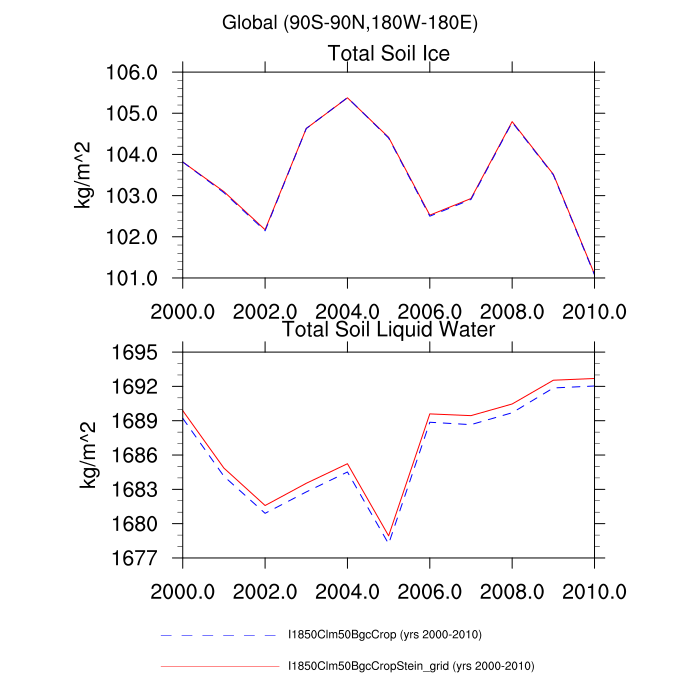 Global (90S-90N,180W-180E)
Total Soil Ice
106.0
105.0
104.0
103.0
102.0
101.0
kg/m^2
2000.0 2002.0 2004.0 2006.0 2008.0 2010.0
Total Soil Liquid Water
1695
1692
1689
1686
1683
1680
1677
kg/m^2
2000.0 2002.0 2004.0 2006.0 2008.0 2010.0
I1850Clm50BgcCrop (yrs 2000-2010)
I1850Clm50BgcCropStein_grid (yrs 2000-2010)